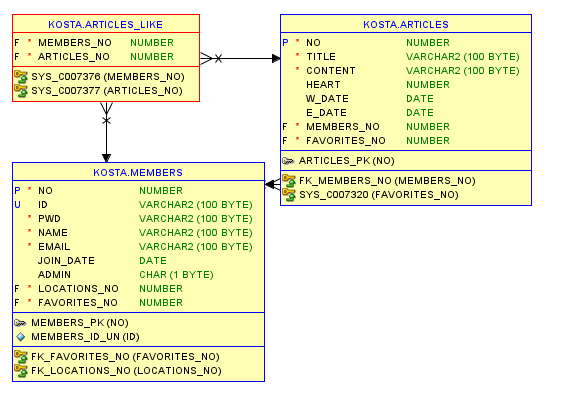 KOSTA.ARTICLES_LIKE
F * MEMBERS_NO NUMBER
F * ARTICLES_NO NUMBER
SYS_C007376 (MEMBERS_NO)
SYS_C007377 (ARTICLES_NO)
KOSTA.ARTICLES
P * NO NUMBER
* TITLE VARCHAR2 (100 BYTE)
* CONTENT VARCHAR2 (100 BYTE)
HEART NUMBER
W_DATE DATE
E_DATE DATE
F * MEMBERS_NO NUMBER
F * FAVORITES_NO NUMBER
ARTICLES_PK (NO)
FK_MEMBERS_NO (MEMBERS_NO)
SYS_C007320 (FAVORITES_NO)
KOSTA.MEMBERS
P * NO NUMBER
U ID VARCHAR2 (100 BYTE)
* PWD VARCHAR2 (100 BYTE)
* NAME VARCHAR2 (100 BYTE)
* EMAIL VARCHAR2 (100 BYTE)
JOIN_DATE DATE
ADMIN CHAR (1 BYTE)
F * LOCATIONS_NO NUMBER
F * FAVORITES_NO NUMBER
MEMBERS_PK (NO)
MEMBERS_ID_UN (ID)
FK_FAVORITES_NO (FAVORITES_NO)
FK_LOCATIONS_NO (LOCATIONS_NO)